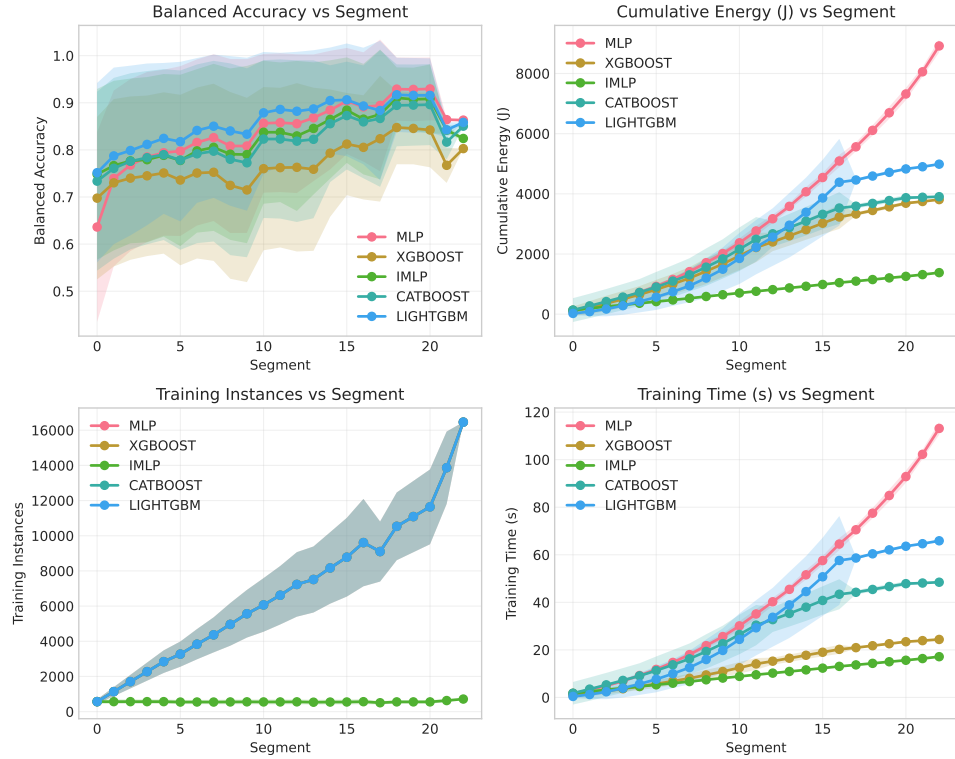 Balanced Accuracy vs Segment
Balanced Accuracy
1.0
0.9
0.8
0.7
0.6
0.5
MLP
XGBOOST
IMLP
CATBOOST
LIGHTGBM
0 5 10 15 20
Segment
Cumulative Energy (J) vs Segment
Cumulative Energy (J)
8000
6000
4000
2000
0
MLP
XGBOOST
IMLP
CATBOOST
LIGHTGBM
0 5 10 15 20
Segment
Training Instances vs Segment
Training Instances
16000
14000
12000
10000
8000
6000
4000
2000
0
MLP
XGBOOST
IMLP
CATBOOST
LIGHTGBM
0 5 10 15 20
Segment
Training Time (s) vs Segment
Training Time (s)
120
100
80
60
40
20
0
MLP
XGBOOST
IMLP
CATBOOST
LIGHTGBM
0 5 10 15 20
Segment